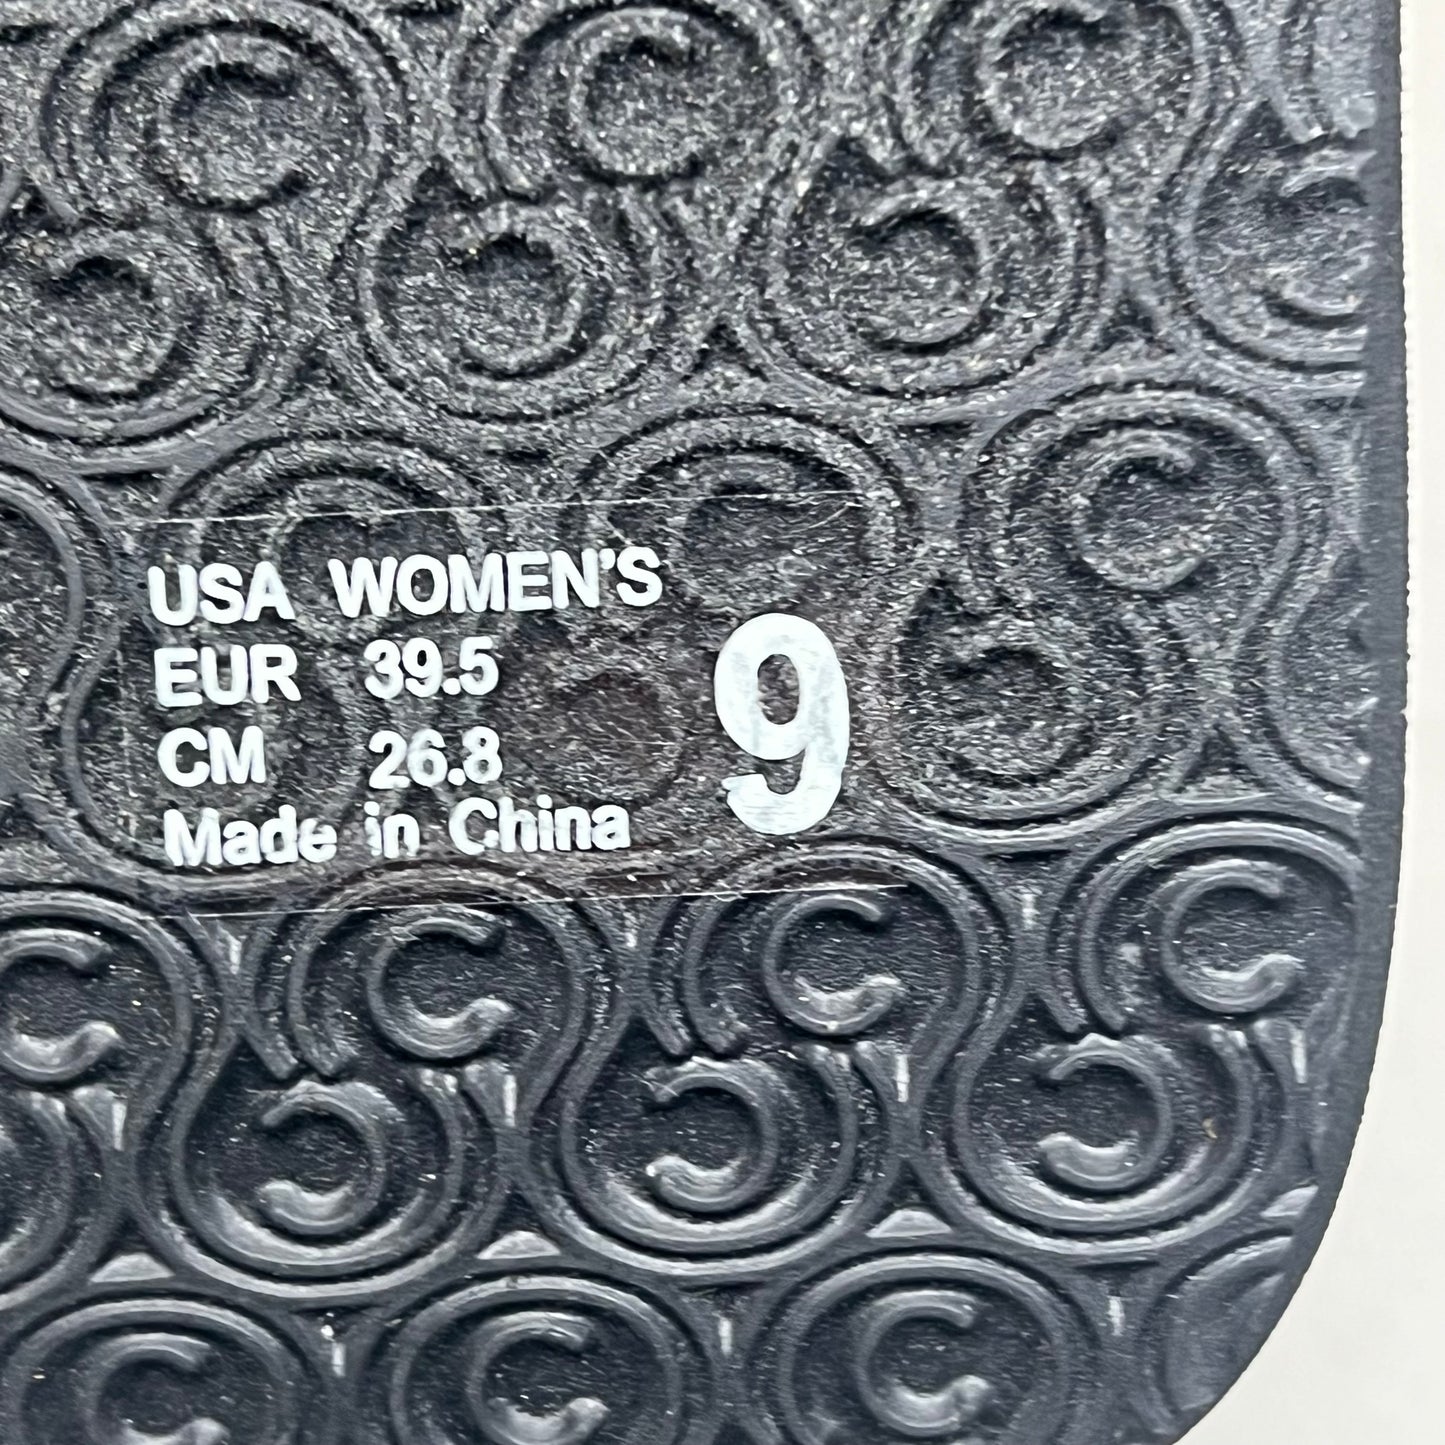 USA WOMEN'S
EUR 39.5
CM 26.8
9
Made in China